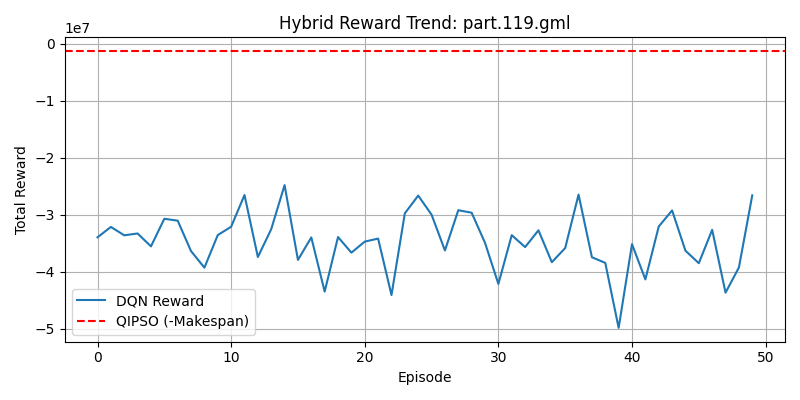 Hybrid Reward Trend: part.119.gml
1e7
0
−1
−2
−3
−4
−5
Total Reward
DQN Reward
QIPSO (-Makespan)
0 10 20 30 40 50
Episode